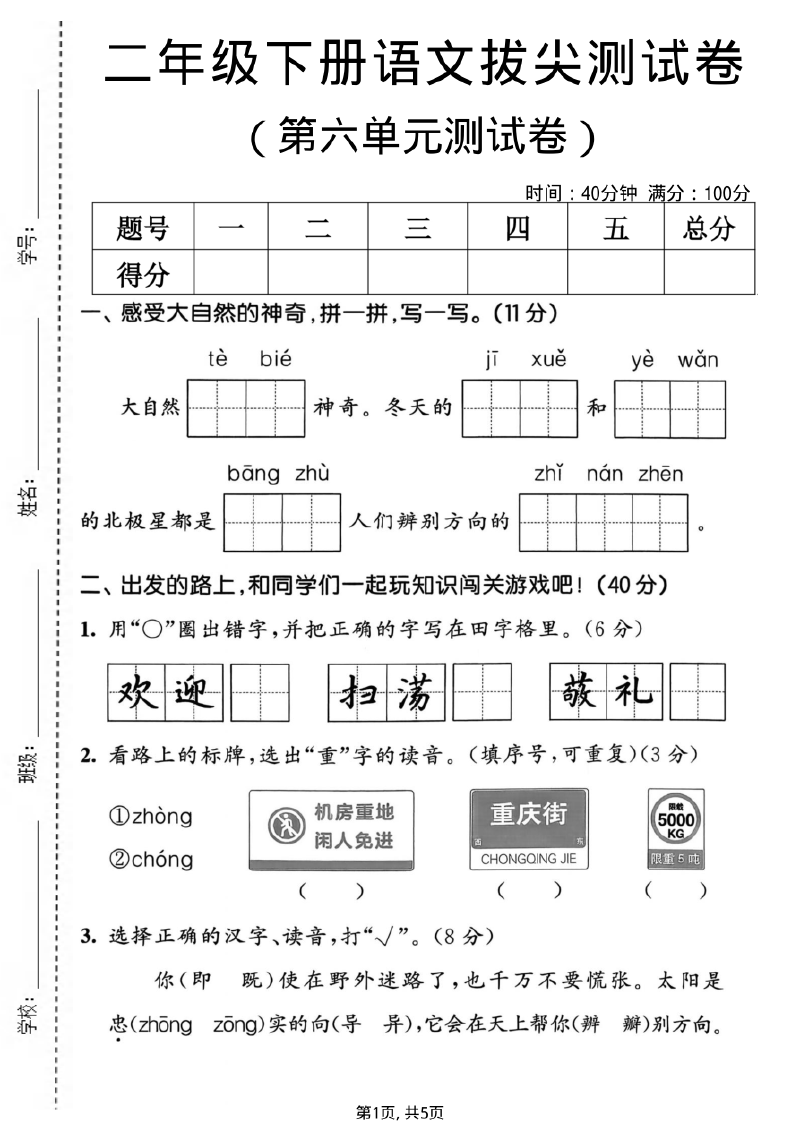 二年级下册语文拔尖测试卷
（第六单元测试卷）
时间：40分钟 满分：100分
题号 一 二 三 四 五 总分
得分
一、感受大自然的神奇，拼一拼，写一写。（11分）
tè bié jī xuě yè wǎn
大自然 神奇。冬天的 和
bāng zhù zhǐ nán zhēn
的北极星都是 人们辨别方向的 。
二、出发的路上，和同学们一起玩知识闯关游戏吧！（40分）
1. 用“○”圈出错字，并把正确的字写在田字格里。（6分）
欢迎 扫荡 敬礼
2. 看路上的标牌，选出“重”字的读音。（填序号，可重复）（3分）
①zhòng
②chóng
机房重地
闲人免进
重庆街
西 东
CHONGQING JIE
限载
5000
KG
限重5吨
（ ） （ ） （ ）
3. 选择正确的汉字、读音，打“√”。（8分）
你（即 既）使在野外迷路了，也千万不要慌张。太阳是
忠（zhōng zōng）实的向（导 异），它会在天上帮你（辨 瓣）别方向。
学号：
姓名：
班级：
学校：
第1页，共5页